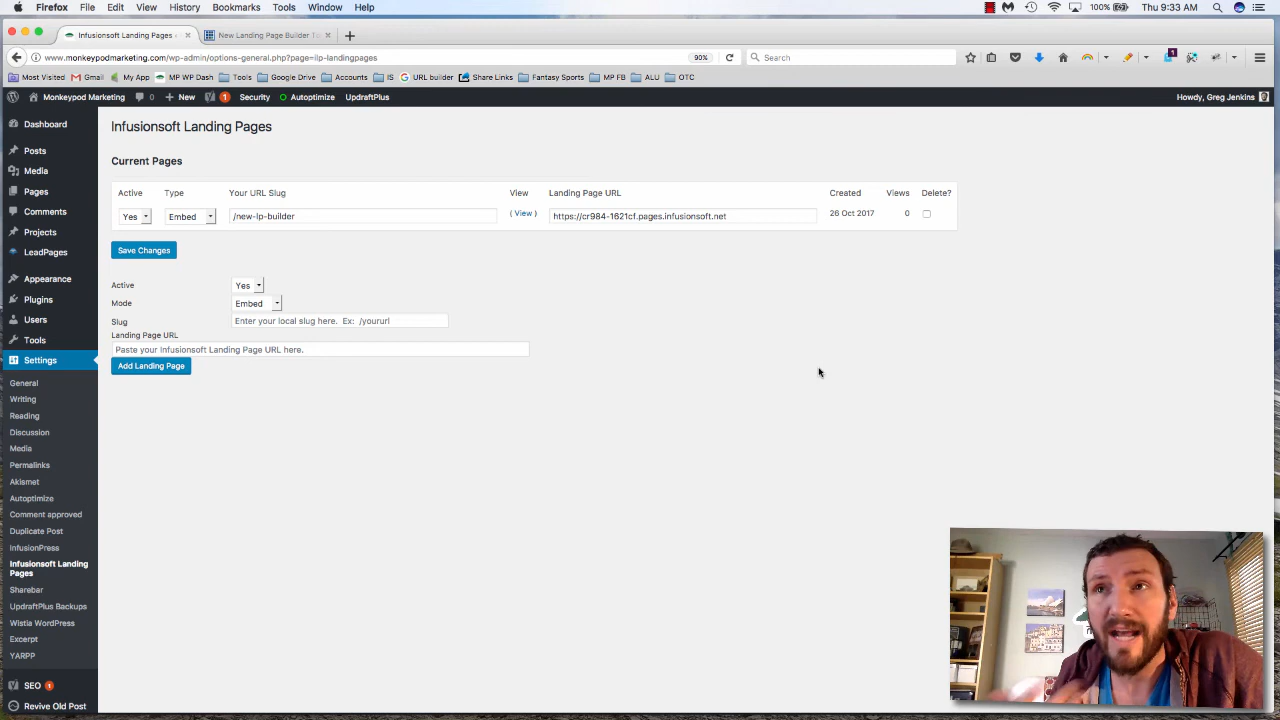 Firefox File Edit View History Bookmarks Tools Window Help 100% Thu 9:33 AM
Infusionsoft Landing Pages New Landing Page Builder
www.monkeypodmarketing.com/wp-admin/options-general.php?page=ilp-landingpages 90% Search
Most Visited Gmail My App MP WP Dash Tools Google Drive Accounts IS URL builder Share Links Fantasy Sports MP FB ALU OTC
Monkeypod Marketing 0 New 1 Security Autoptimize UpdraftPlus Howdy, Greg Jenkins
Dashboard
Posts
Media
Pages
Comments
Projects
LeadPages
Appearance
Plugins
Users
Tools
Settings
General
Writing
Reading
Discussion
Media
Permalinks
Akismet
Autoptimize
Comment approved
Duplicate Post
InfusionPress
Infusionsoft Landing
Pages
Sharebar
UpdraftPlus Backups
Wistia WordPress
Excerpt
YARPP
SEO 1
Revive Old Post
Infusionsoft Landing Pages
Current Pages
Active Type Your URL Slug View Landing Page URL Created Views Delete?
Yes Embed /new-lp-builder ( View ) https://cr984-1621cf.pages.infusionsoft.net 26 Oct 2017 0
Save Changes
Active Yes
Mode Embed
Slug Enter your local slug here. Ex: /yoururl
Landing Page URL
Paste your Infusionsoft Landing Page URL here.
Add Landing Page